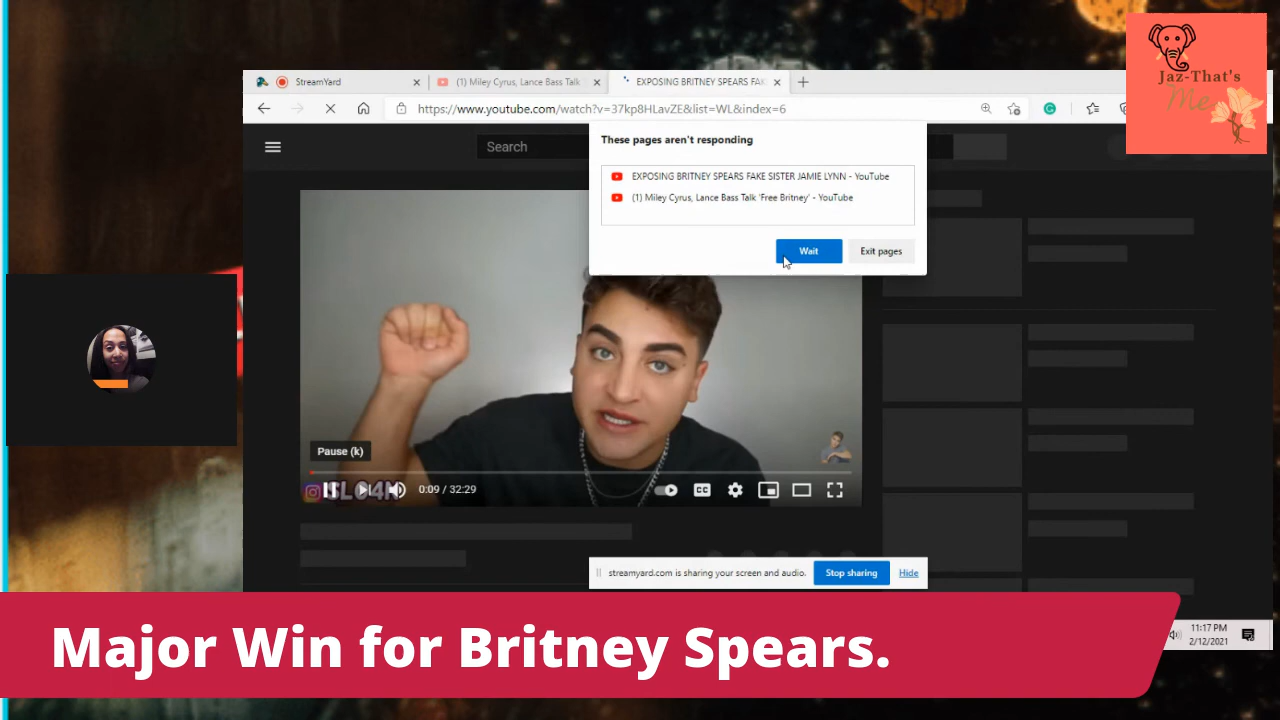 Jaz-That's
Me
StreamYard
(1) Miley Cyrus, Lance Bass Talk
EXPOSING BRITNEY SPEARS FAK
https://www.youtube.com/watch?v=37kp8HLavZE&list=WL&index=6
Search
These pages aren't responding
EXPOSING BRITNEY SPEARS FAKE SISTER JAMIE LYNN - YouTube
(1) Miley Cyrus, Lance Bass Talk 'Free Britney' - YouTube
Wait
Exit pages
Pause (k)
0:09 / 32:29
CC
streamyard.com is sharing your screen and audio.
Stop sharing
Hide
11:17 PM
2/12/2021
Major Win for Britney Spears.